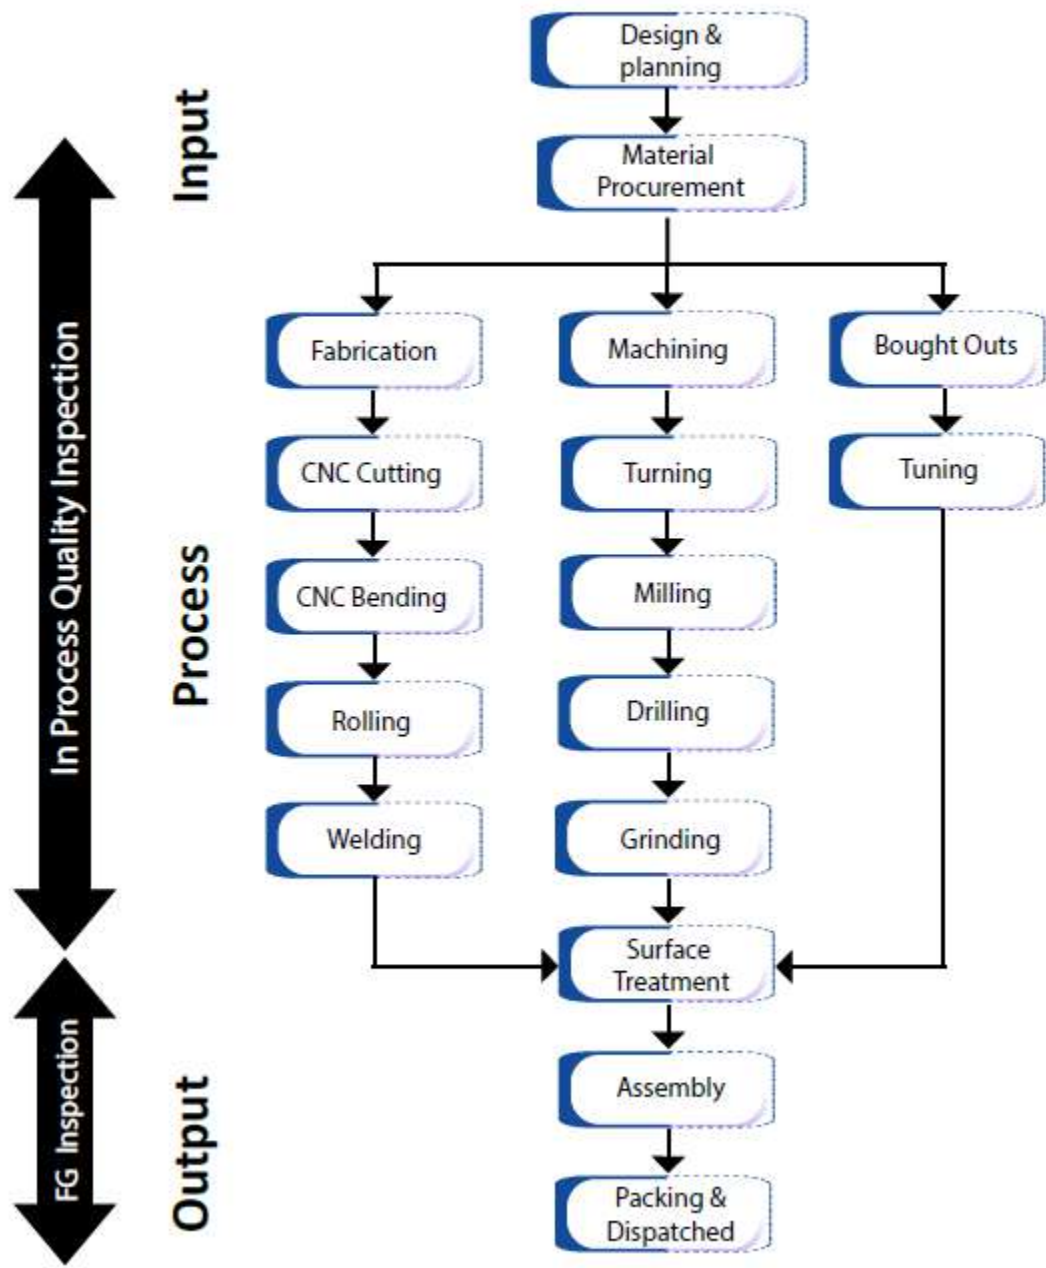 Design &
planning
Input
Material
Procurement
Fabrication
Machining
Bought Outs
CNC Cutting
Turning
Tuning
In Process Quality Inspection
Process
CNC Bending
Milling
Rolling
Drilling
Welding
Grinding
Surface
Treatment
FG Inspection
Output
Assembly
Packing &
Dispatched